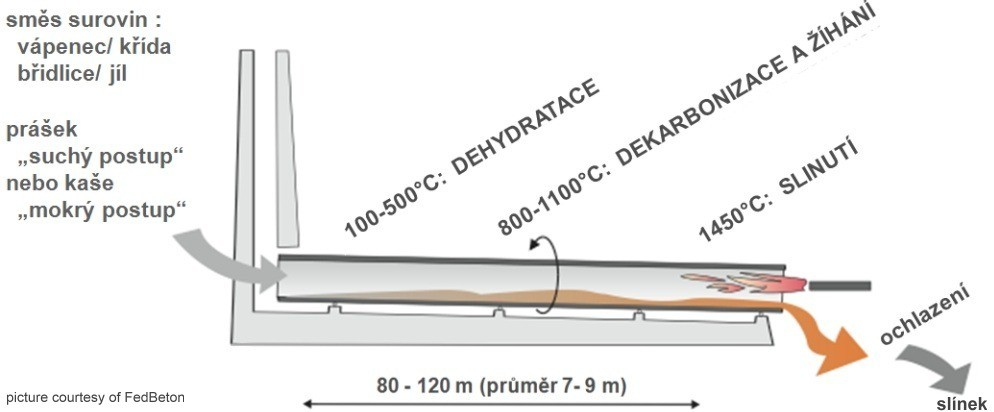 směs surovin :
vápenec/ křída
břidlice/ jíl
prášek
„suchý postup“
nebo kaše
„mokrý postup“
100-500°C: DEHYDRATACE
800-1100°C: DEKARBONIZACE A ŽÍHÁNÍ
1450°C: SLINUTÍ
ochlazení
slínek
80 - 120 m (průměr 7- 9 m)
picture courtesy of FedBeton